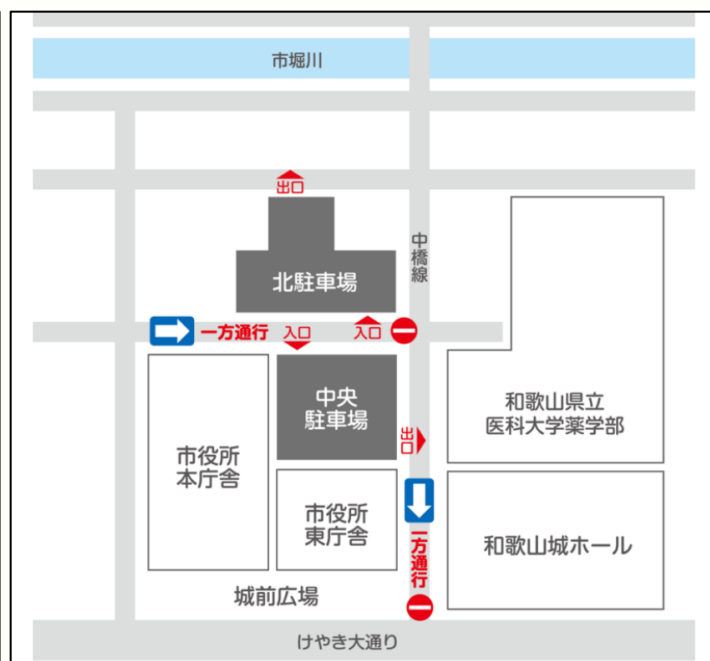 市堀川
出口
中橋線
北駐車場
一方通行
入口
入口
中央
駐車場
和歌山県立
医科大学薬学部
出口
市役所
本庁舎
市役所
東庁舎
一方通行
和歌山城ホール
城前広場
けやき大通り